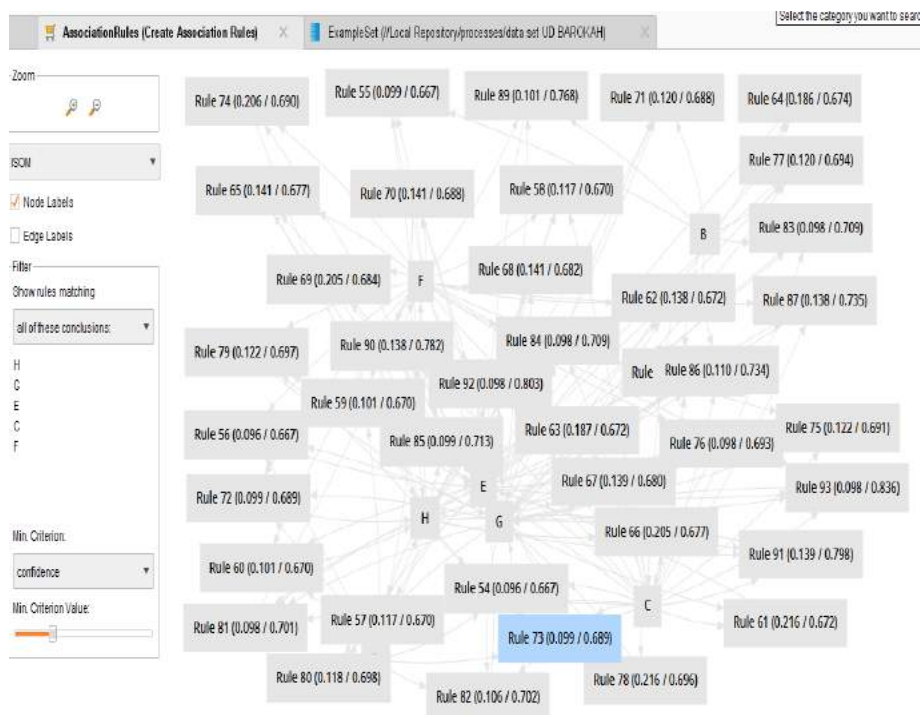 Select the category you want to searc
AssociationRules (Create Association Rules)
ExampleSet (//Local Repository/processes/data set UD BAROKAH)
Zoom
ISOM
Node Labels
Edge Labels
Filter
Show rules matching
all of these conclusions:
H
C
E
C
F
Min. Criterion:
confidence
Min. Criterion Value:
Rule 74 (0.206 / 0.690)
Rule 55 (0.099 / 0.667)
Rule 89 (0.101 / 0.768)
Rule 71 (0.120 / 0.688)
Rule 64 (0.186 / 0.674)
Rule 77 (0.120 / 0.694)
Rule 65 (0.141 / 0.677)
Rule 70 (0.141 / 0.688)
Rule 58 (0.117 / 0.670)
B
Rule 83 (0.098 / 0.709)
Rule 69 (0.205 / 0.684)
F
Rule 68 (0.141 / 0.682)
Rule 62 (0.138 / 0.672)
Rule 87 (0.138 / 0.735)
Rule 79 (0.122 / 0.697)
Rule 90 (0.138 / 0.782)
Rule 84 (0.098 / 0.709)
Rule
Rule 86 (0.110 / 0.734)
Rule 92 (0.098 / 0.803)
Rule 59 (0.101 / 0.670)
Rule 56 (0.096 / 0.667)
Rule 85 (0.099 / 0.713)
Rule 63 (0.187 / 0.672)
Rule 76 (0.098 / 0.693)
Rule 75 (0.122 / 0.691)
Rule 72 (0.099 / 0.689)
E
Rule 67 (0.139 / 0.680)
Rule 93 (0.098 / 0.836)
H
G
Rule 66 (0.205 / 0.677)
Rule 91 (0.139 / 0.798)
Rule 60 (0.101 / 0.670)
Rule 54 (0.096 / 0.667)
C
Rule 81 (0.098 / 0.701)
Rule 57 (0.117 / 0.670)
Rule 73 (0.099 / 0.689)
Rule 61 (0.216 / 0.672)
Rule 80 (0.118 / 0.698)
Rule 82 (0.106 / 0.702)
Rule 78 (0.216 / 0.696)